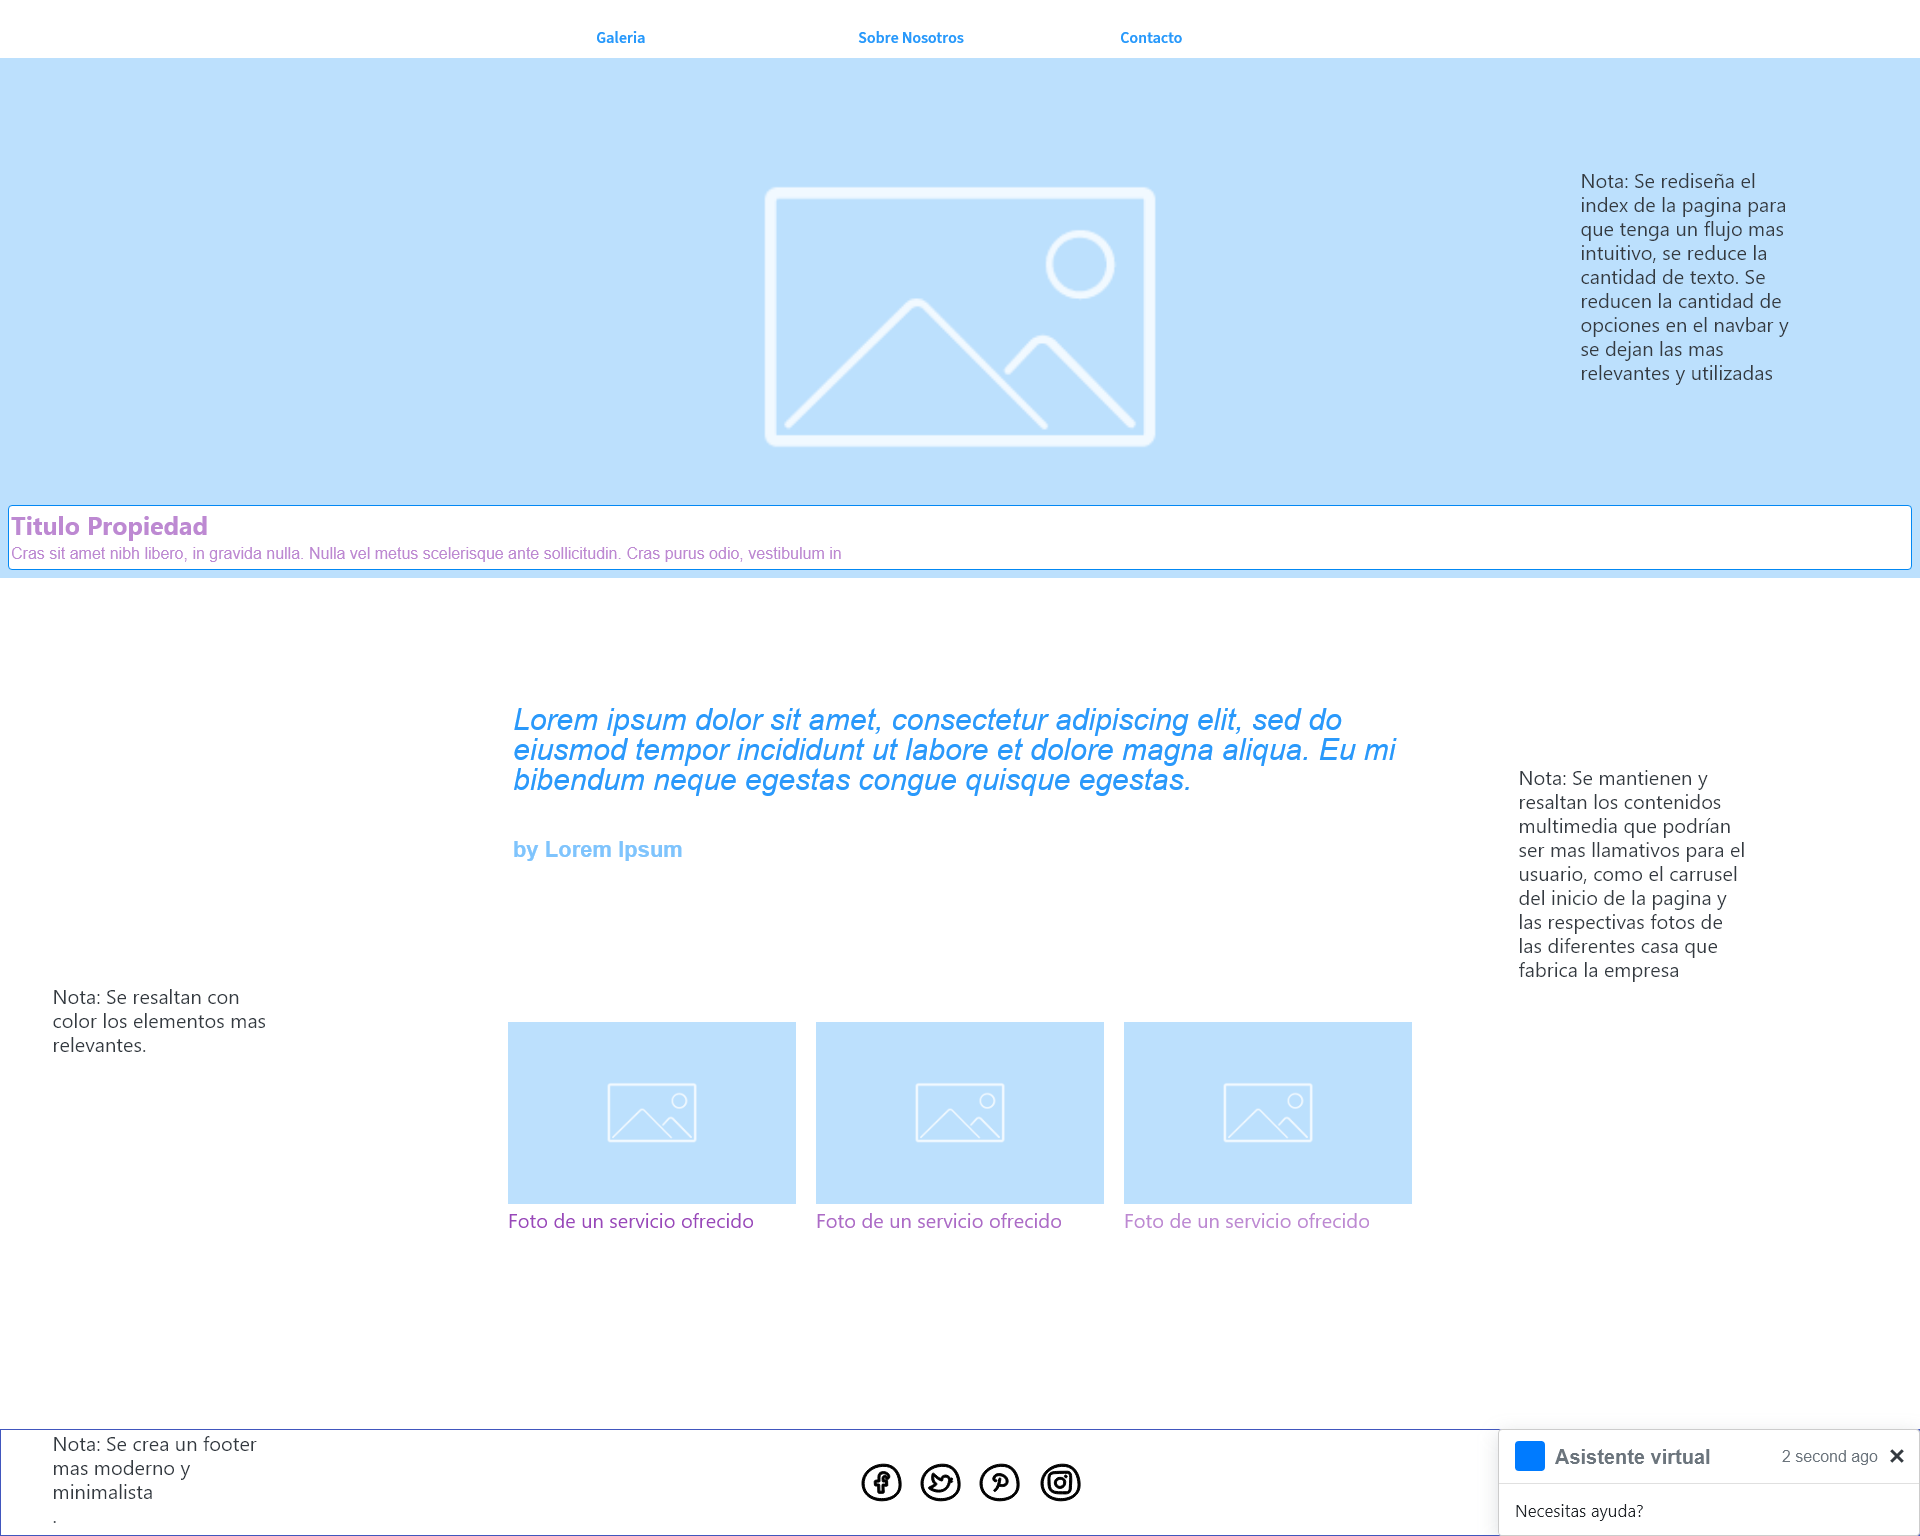 Galeria
Sobre Nosotros
Contacto
Nota: Se rediseña el
index de la pagina para
que tenga un flujo mas
intuitivo, se reduce la
cantidad de texto. Se
reducen la cantidad de
opciones en el navbar y
se dejan las mas
relevantes y utilizadas
Titulo Propiedad
Cras sit amet nibh libero, in gravida nulla. Nulla vel metus scelerisque ante sollicitudin. Cras purus odio, vestibulum in
Lorem ipsum dolor sit amet, consectetur adipiscing elit, sed do
eiusmod tempor incididunt ut labore et dolore magna aliqua. Eu mi
bibendum neque egestas congue quisque egestas.
by Lorem Ipsum
Nota: Se mantienen y
resaltan los contenidos
multimedia que podrían
ser mas llamativos para el
usuario, como el carrusel
del inicio de la pagina y
las respectivas fotos de
las diferentes casa que
fabrica la empresa
Nota: Se resaltan con
color los elementos mas
relevantes.
Foto de un servicio ofrecido
Foto de un servicio ofrecido
Foto de un servicio ofrecido
Nota: Se crea un footer
mas moderno y
minimalista
.
Asistente virtual
2 second ago
Necesitas ayuda?